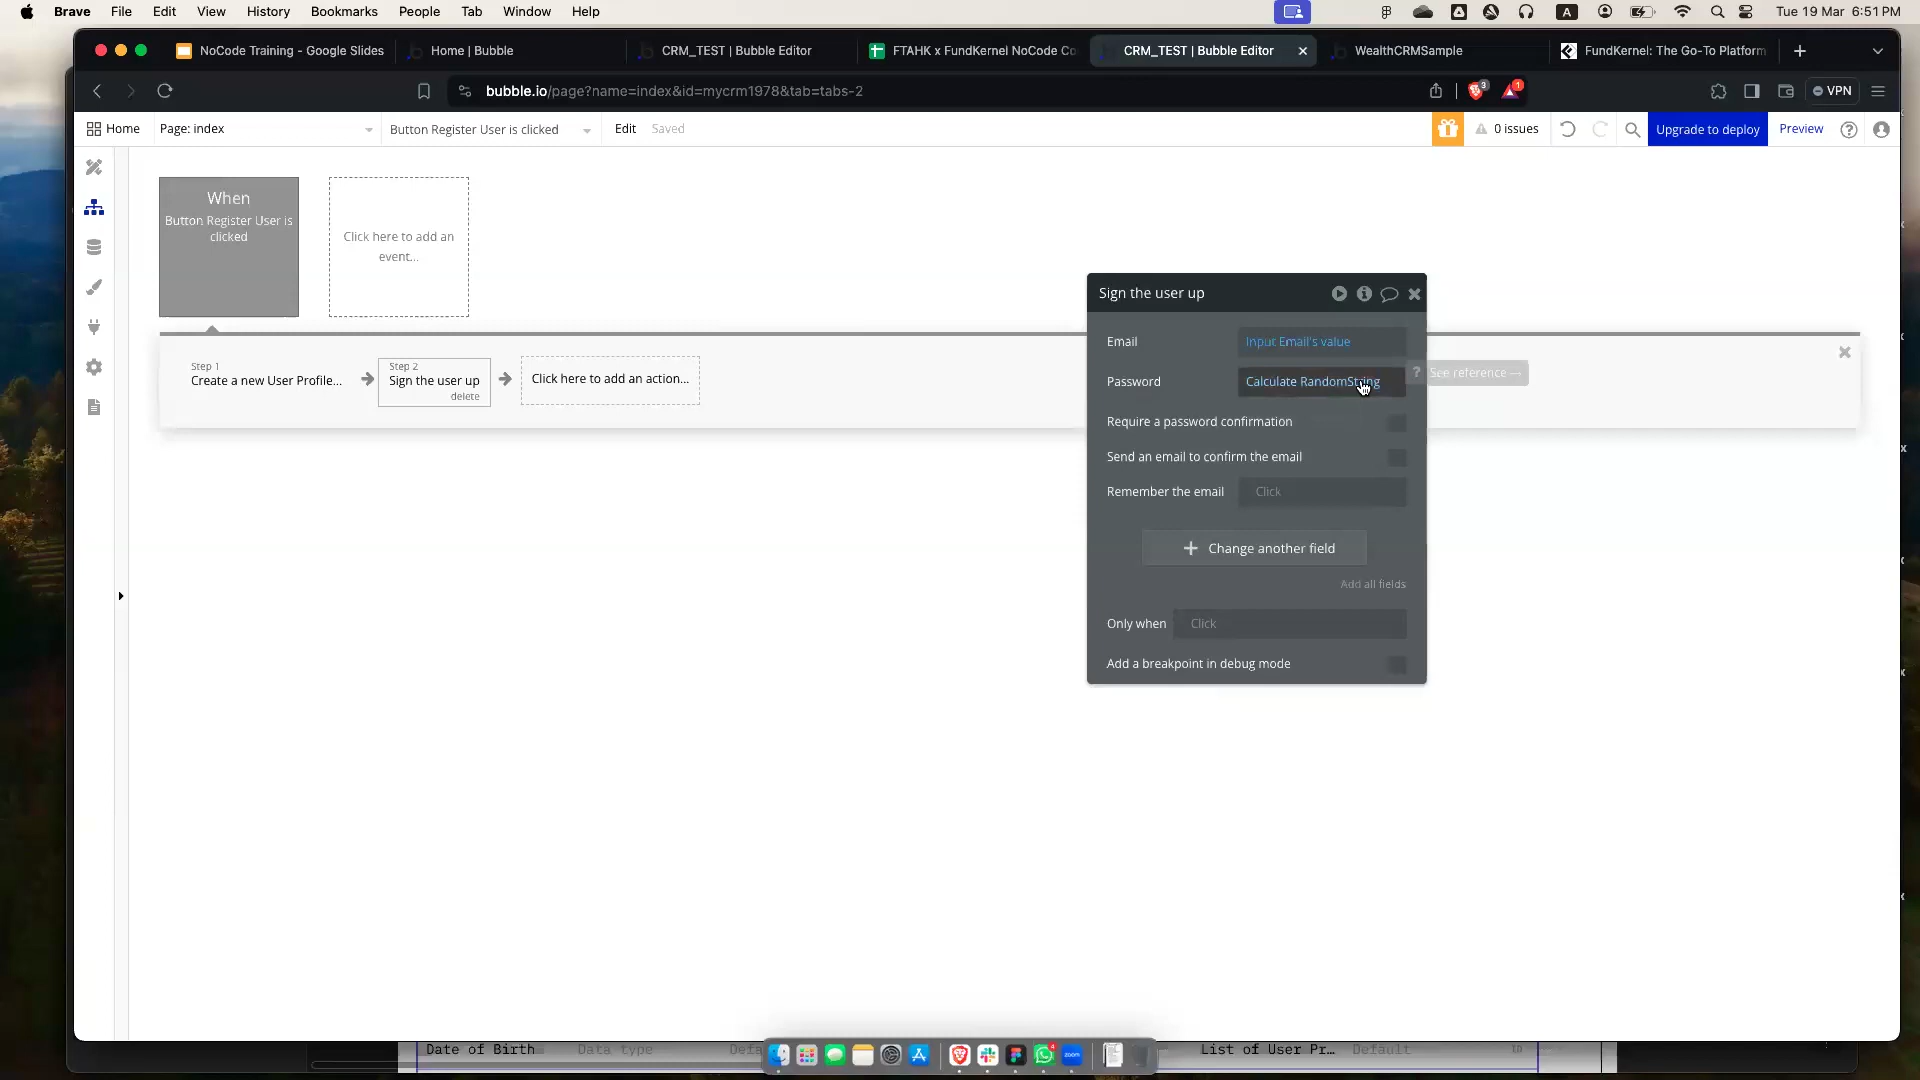 Brave File Edit View History Bookmarks People Tab Window Help A Tue 19 Mar 6:51 PM
NoCode Training - Google Slides Home | Bubble CRM_TEST | Bubble Editor FTAHK x FundKernel NoCode Co CRM_TEST | Bubble Editor WealthCRMSample FundKernel: The Go-To Platform
bubble.io/page?name=index&id=mycrm1978&tab=tabs-2 3 1 VPN
Home Page: index Button Register User is clicked Edit Saved 0 issues Upgrade to deploy Preview
When
Button Register User is
clicked
Click here to add an
event...
Step 1
Create a new User Profile...
Step 2
Sign the user up
delete
Click here to add an action...
Sign the user up
Email Input Email's value
Password Calculate RandomString
? See reference →
Require a password confirmation
Send an email to confirm the email
Remember the email Click
+ Change another field
Add all fields
Only when Click
Add a breakpoint in debug mode
Date of Birth Data type Defa List of User Pr... Default
4 zoom